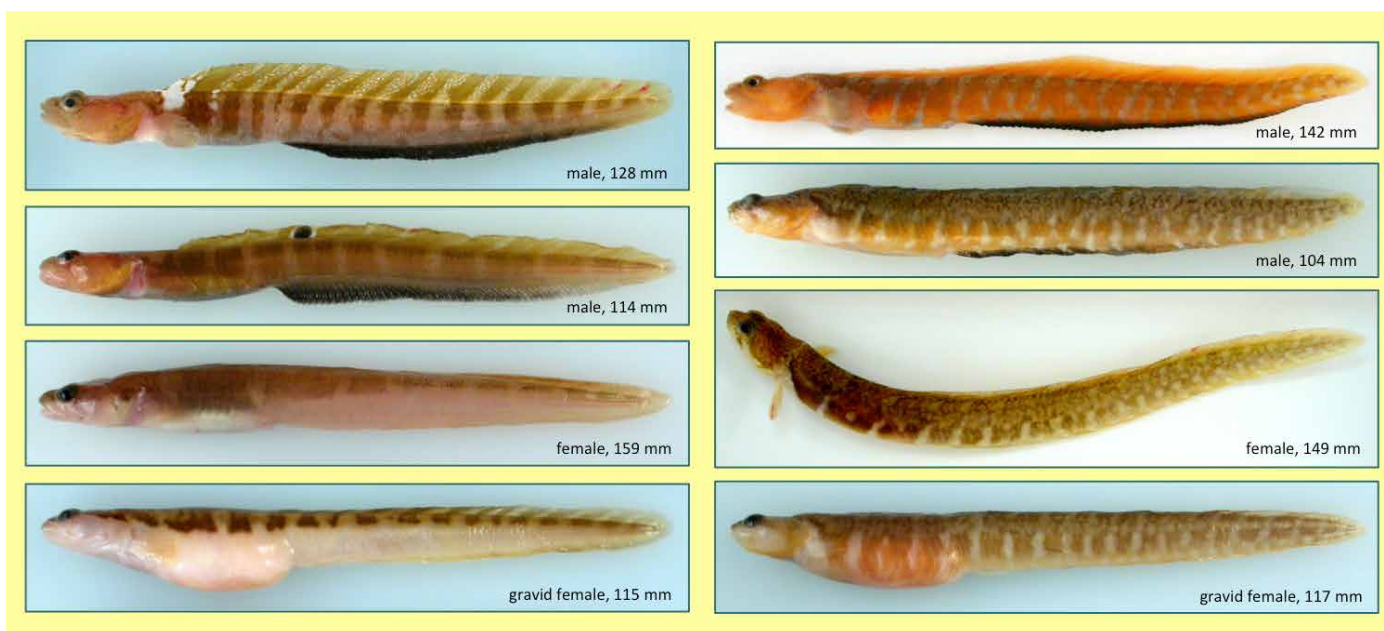 male, 128 mm
male, 114 mm
female, 159 mm
gravid female, 115 mm
male, 142 mm
male, 104 mm
female, 149 mm
gravid female, 117 mm